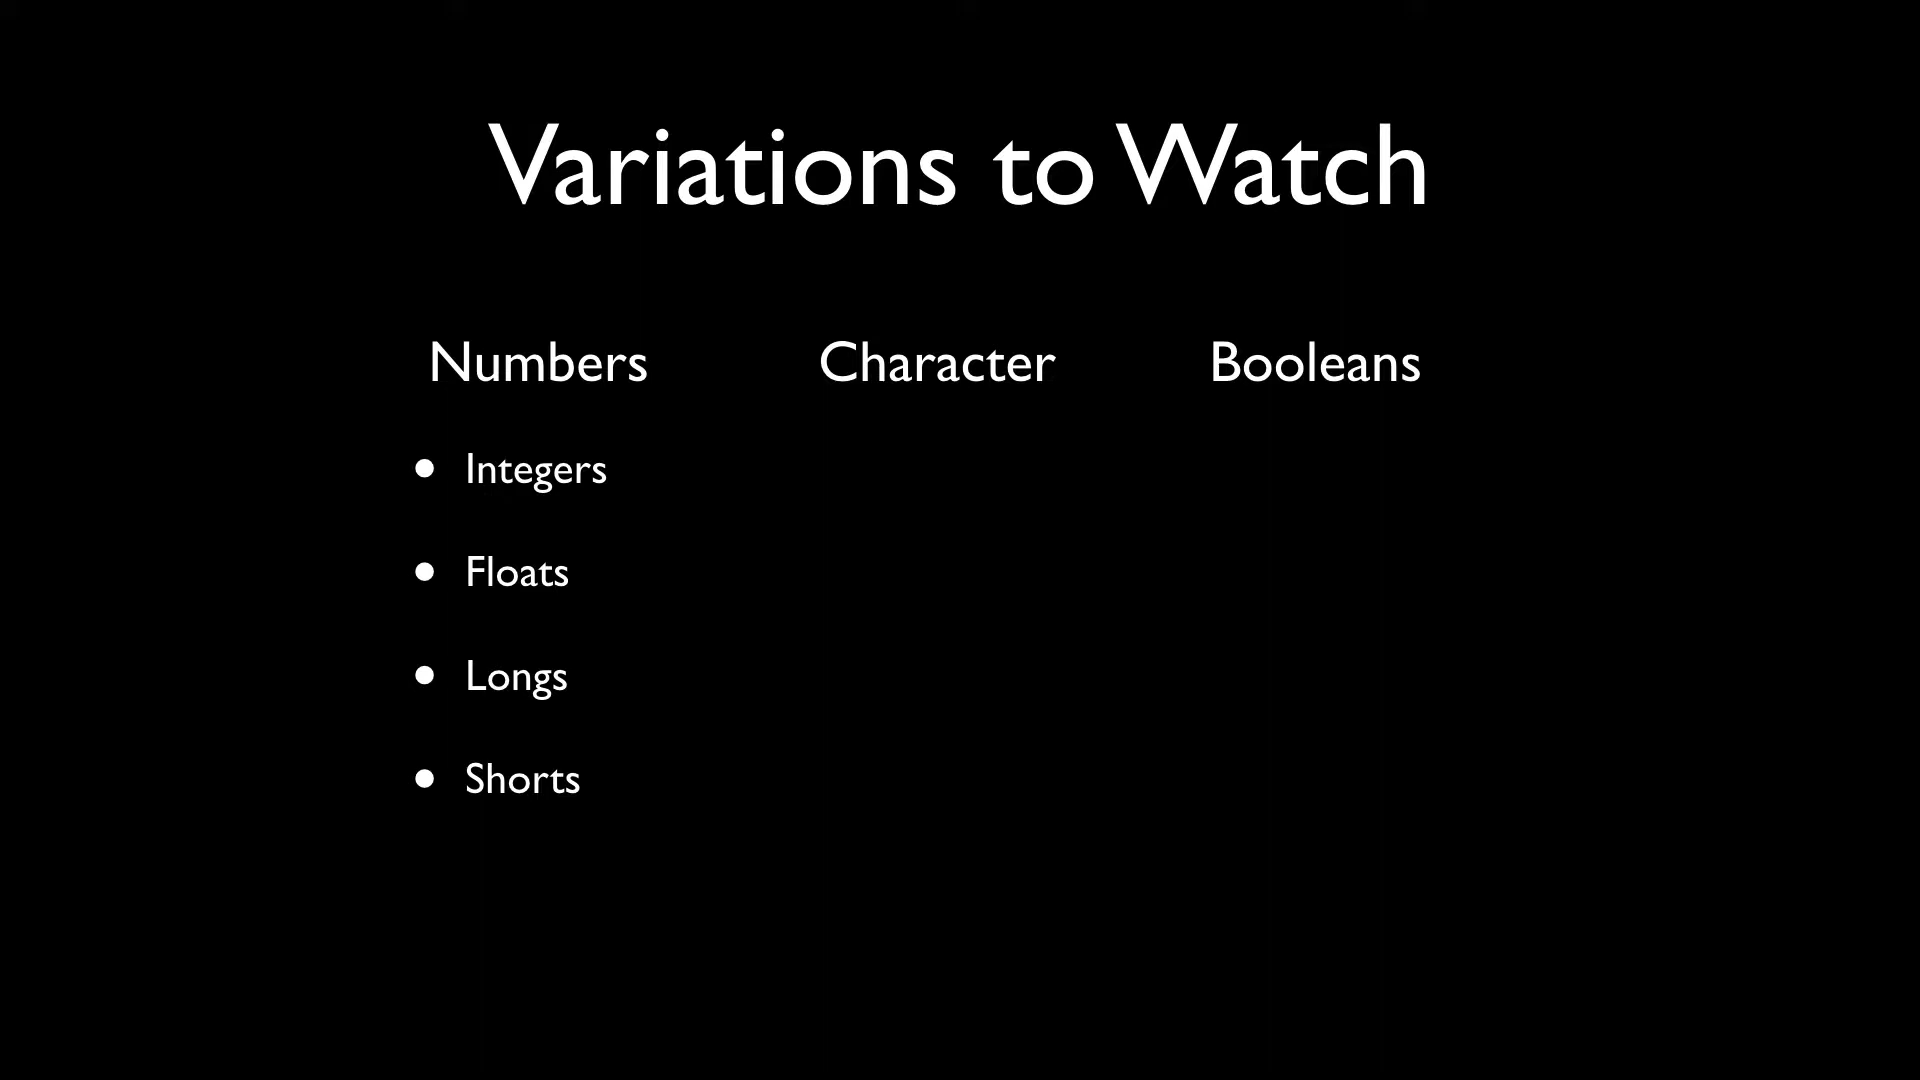 Variations to Watch
Numbers Character Booleans
• Integers
• Floats
• Longs
• Shorts